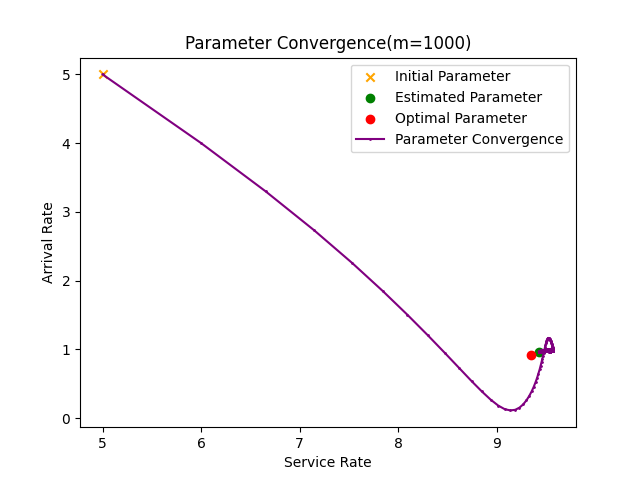 Parameter Convergence(m=1000)
Initial Parameter
Estimated Parameter
Optimal Parameter
Parameter Convergence
Arrival Rate
5
4
3
2
1
0
5 6 7 8 9
Service Rate